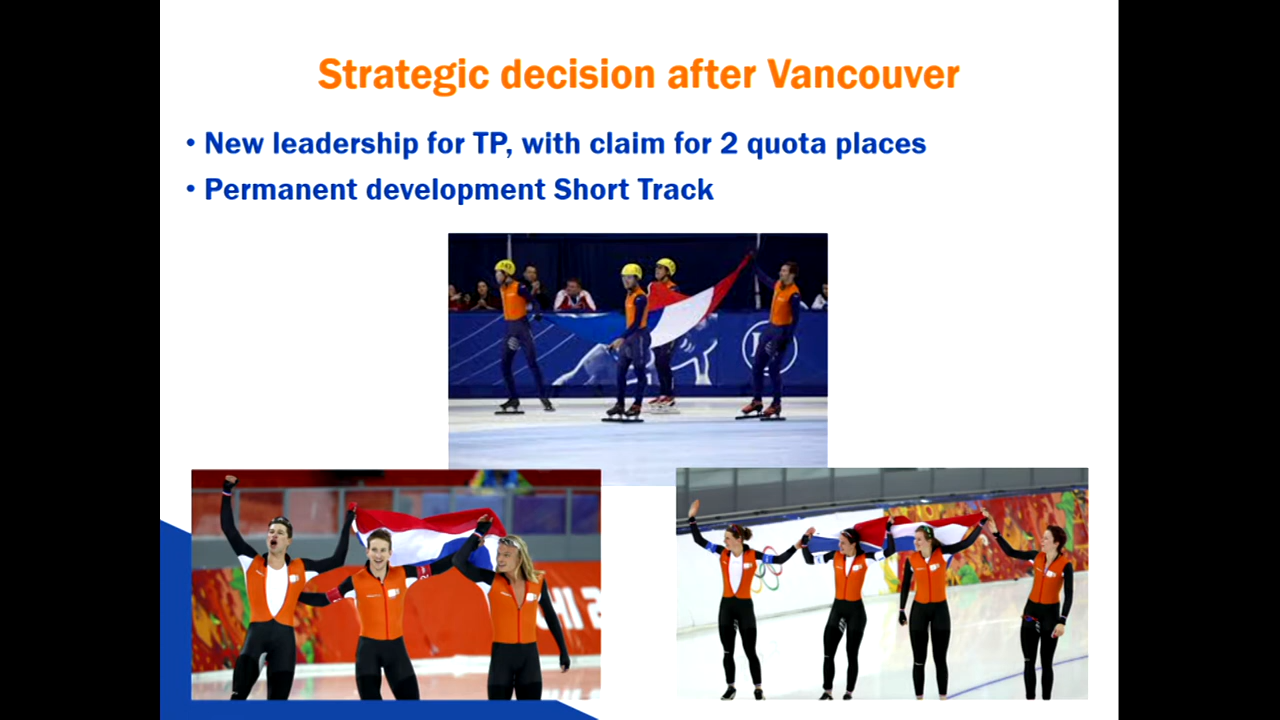 Strategic decision after Vancouver
• New leadership for TP, with claim for 2 quota places
• Permanent development Short Track